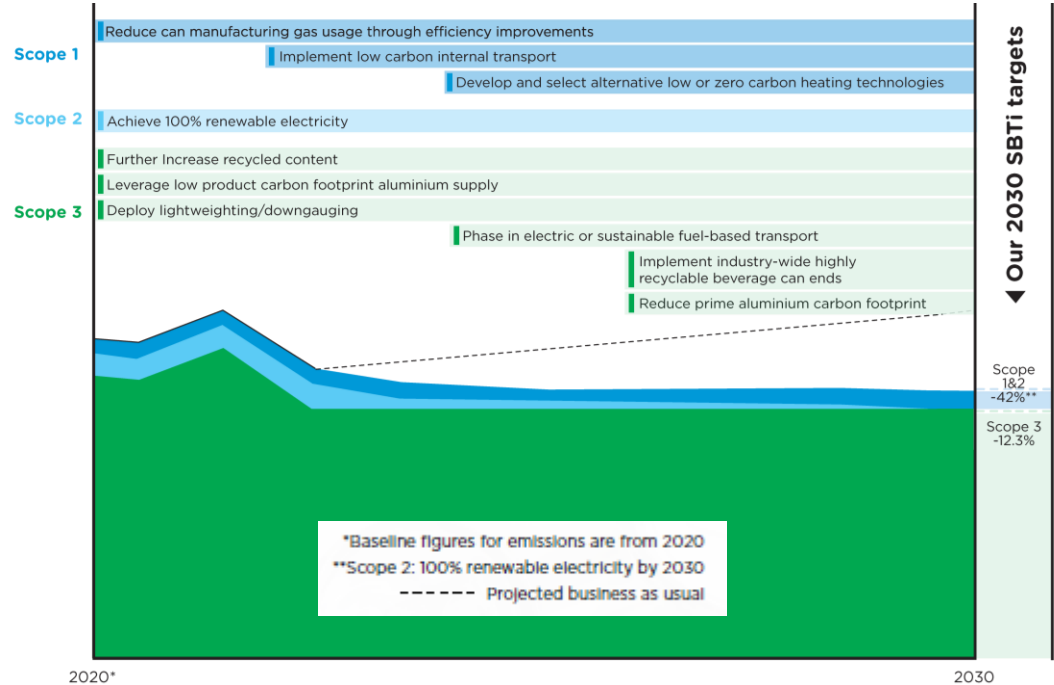 Scope 1
Reduce can manufacturing gas usage through efficiency improvements
Implement low carbon internal transport
Develop and select alternative low or zero carbon heating technologies
Scope 2
Achieve 100% renewable electricity
Scope 3
Further Increase recycled content
Leverage low product carbon footprint aluminium supply
Deploy lightweighting/downgauging
Phase in electric or sustainable fuel-based transport
Implement industry-wide highly
recyclable beverage can ends
Reduce prime aluminium carbon footprint
▼ Our 2030 SBTi targets
Scope
1&2
-42%**
Scope 3
-12.3%
*Baseline figures for emissions are from 2020
**Scope 2: 100% renewable electricity by 2030
------- Projected business as usual
2020*
2030